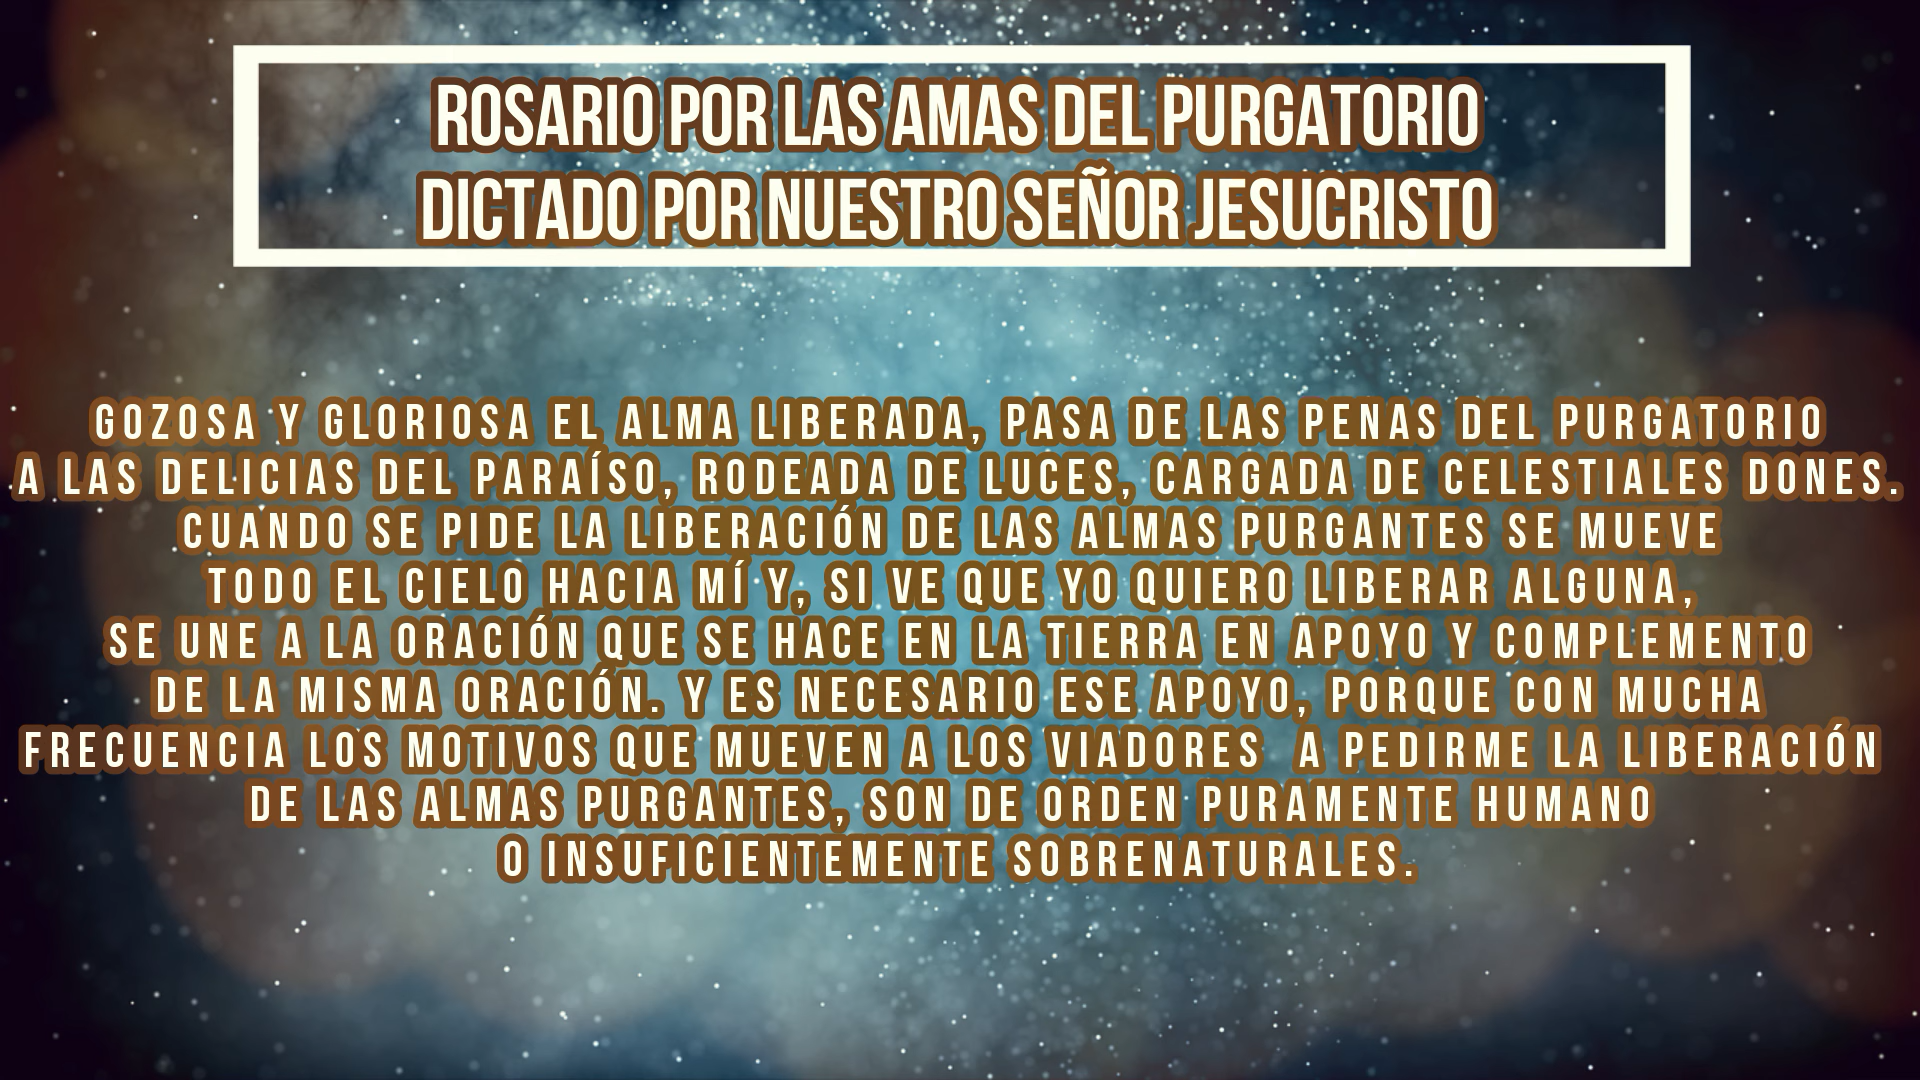 ROSARIO POR LAS AMAS DEL PURGATORIO
DICTADO POR NUESTRO SEÑOR JESUCRISTO
GOZOSA Y GLORIOSA EL ALMA LIBERADA, PASA DE LAS PENAS DEL PURGATORIO
A LAS DELICIAS DEL PARAÍSO, RODEADA DE LUCES, CARGADA DE CELESTIALES DONES.
CUANDO SE PIDE LA LIBERACIÓN DE LAS ALMAS PURGANTES SE MUEVE
TODO EL CIELO HACIA MÍ Y, SI VE QUE YO QUIERO LIBERAR ALGUNA,
SE UNE A LA ORACIÓN QUE SE HACE EN LA TIERRA EN APOYO Y COMPLEMENTO
DE LA MISMA ORACIÓN. Y ES NECESARIO ESE APOYO, PORQUE CON MUCHA
FRECUENCIA LOS MOTIVOS QUE MUEVEN A LOS VIADORES  A PEDIRME LA LIBERACIÓN
DE LAS ALMAS PURGANTES, SON DE ORDEN PURAMENTE HUMANO
O INSUFICIENTEMENTE SOBRENATURALES.